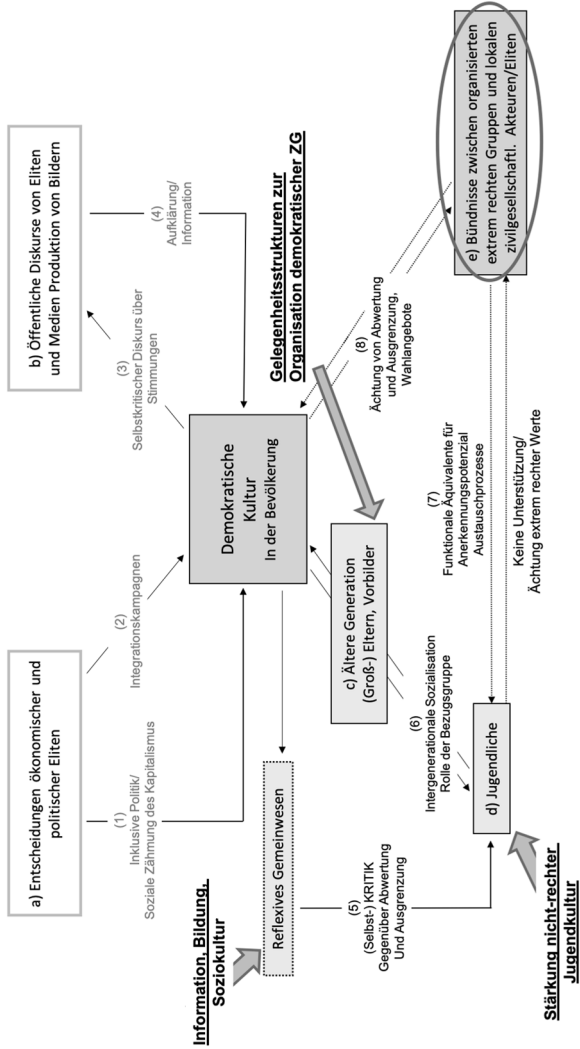 a) Entscheidungen ökonomischer und
politischer Eliten
b) Öffentliche Diskurse von Eliten
und Medien Produktion von Bildern
(1)
Inklusive Politik/
Soziale Zähmung des Kapitalismus
(2)
Integrationskampagnen
(3)
Selbstkritischer Diskurs über
Stimmungen
(4)
Aufklärung/
Information
Information, Bildung,
Soziokultur
Reflexives Gemeinwesen
Demokratische
Kultur
In der Bevölkerung
Gelegenheitsstrukturen zur
Organisation demokratischer ZG
c) Ältere Generation
(Groß-) Eltern, Vorbilder
(5)
(Selbst-) KRITIK
Gegenüber Abwertung
Und Ausgrenzung
(6)
Intergenerationale Sozialisation
Rolle der Bezugsgruppe
(8)
Ächtung von Abwertung
und Ausgrenzung,
Wahlangebote
(7)
Funktionale Äquivalente für
Anerkennungspotenzial
Austauschprozesse
d) Jugendliche
Keine Unterstützung/
Ächtung extrem rechter Werte
e) Bündnisse zwischen organisierten
extrem rechten Gruppen und lokalen
zivilgesellschaftl. Akteuren/Eliten
Stärkung nicht-rechter
Jugendkultur